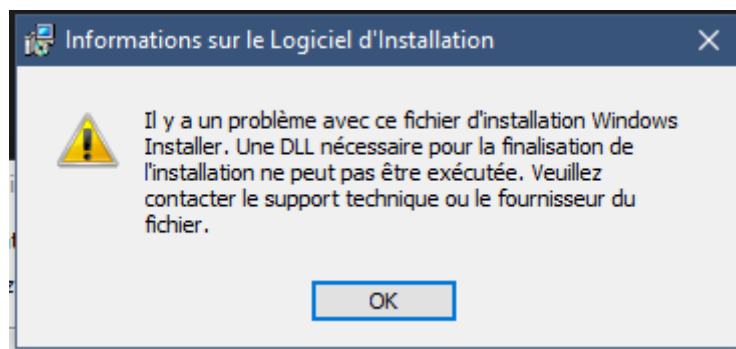 Informations sur le Logiciel d'Installation
Il y a un problème avec ce fichier d'installation Windows
Installer. Une DLL nécessaire pour la finalisation de
l'installation ne peut pas être exécutée. Veuillez
contacter le support technique ou le fournisseur du
fichier.
OK